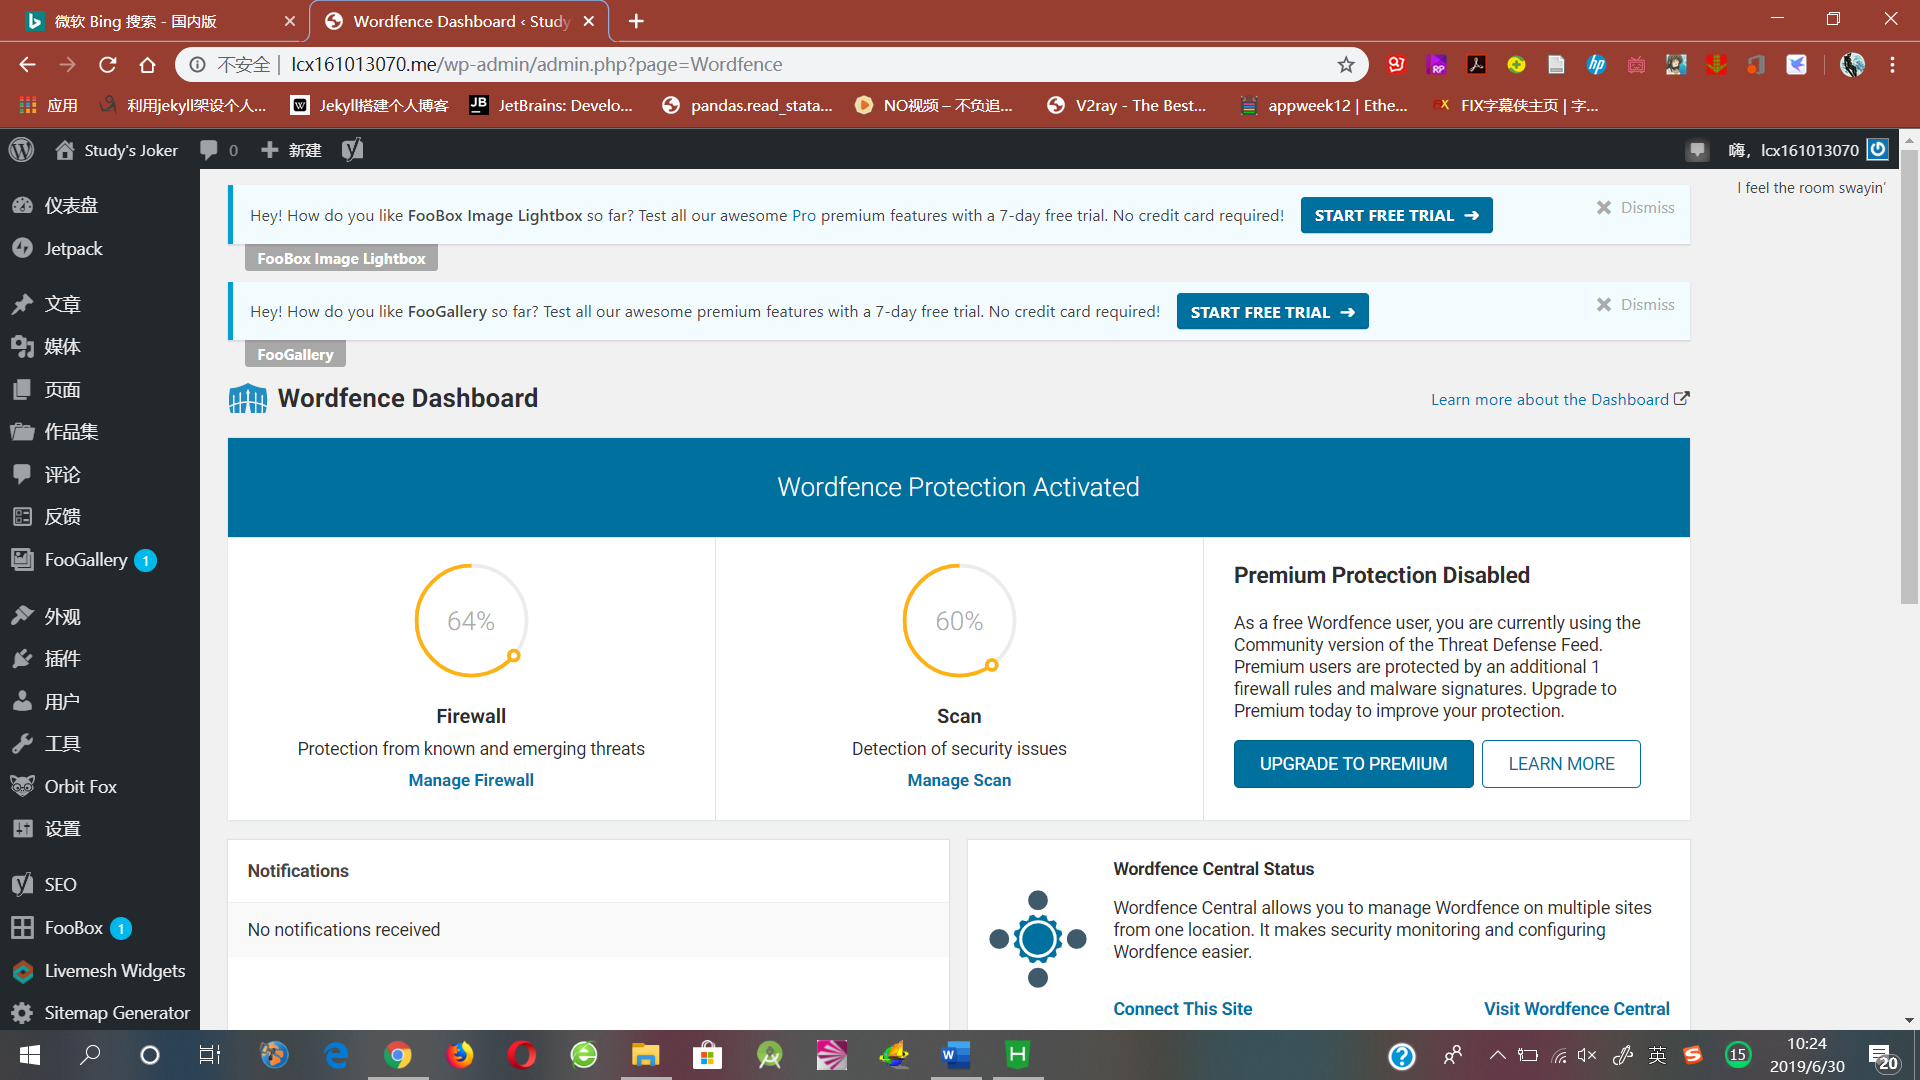 微软 Bing 搜索 - 国内版
Wordfence Dashboard ‹ Study
不安全 | lcx161013070.me/wp-admin/admin.php?page=Wordfence
应用
利用jekyll架设个人...
Jekyll搭建个人博客
JetBrains: Develo...
pandas.read_stata...
NO视频 – 不负追...
V2ray - The Best...
appweek12 | Ethe...
FIX字幕侠主页 | 字...
Study's Joker
0
新建
嗨，lcx161013070
I feel the room swayin’
仪表盘
Jetpack
文章
媒体
页面
作品集
评论
反馈
FooGallery 1
外观
插件
用户
工具
Orbit Fox
设置
SEO
FooBox 1
Livemesh Widgets
Sitemap Generator
Hey! How do you like FooBox Image Lightbox so far? Test all our awesome Pro premium features with a 7-day free trial. No credit card required!
START FREE TRIAL ➜
Dismiss
FooBox Image Lightbox
Hey! How do you like FooGallery so far? Test all our awesome premium features with a 7-day free trial. No credit card required!
START FREE TRIAL ➜
Dismiss
FooGallery
Wordfence Dashboard
Learn more about the Dashboard
Wordfence Protection Activated
64%
Firewall
Protection from known and emerging threats
Manage Firewall
60%
Scan
Detection of security issues
Manage Scan
Premium Protection Disabled
As a free Wordfence user, you are currently using the
Community version of the Threat Defense Feed.
Premium users are protected by an additional 1
firewall rules and malware signatures. Upgrade to
Premium today to improve your protection.
UPGRADE TO PREMIUM
LEARN MORE
Notifications
No notifications received
Wordfence Central Status
Wordfence Central allows you to manage Wordfence on multiple sites
from one location. It makes security monitoring and configuring
Wordfence easier.
Connect This Site
Visit Wordfence Central
英
15
10:24
2019/6/30
20